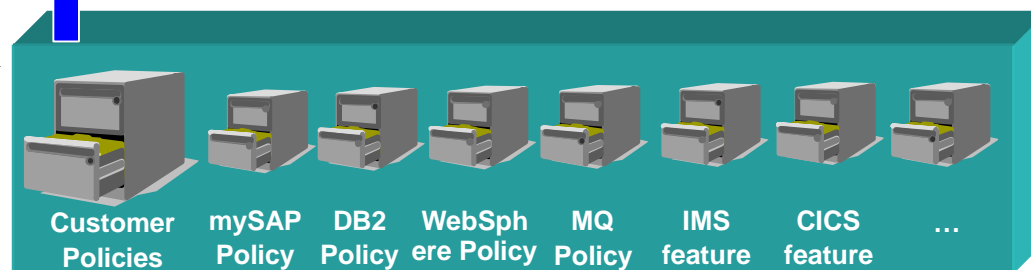 Customer
Policies
mySAP
Policy
DB2
Policy
WebSph
ere Policy
MQ
Policy
IMS
feature
CICS
feature
…